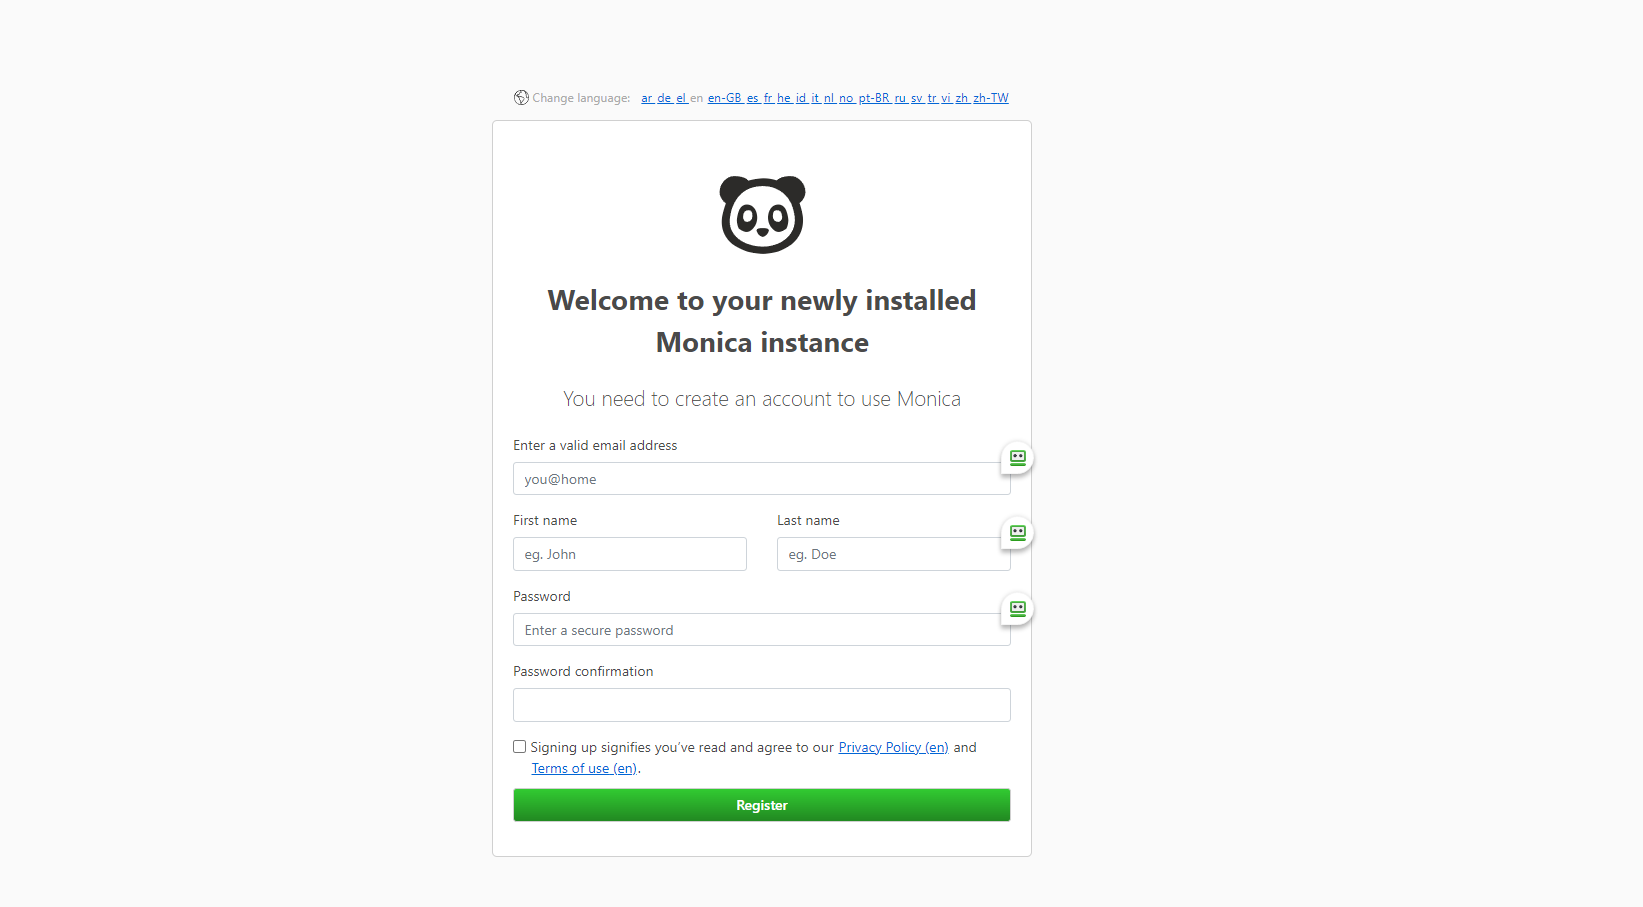 Change language: ar de el en en-GB es fr he id it nl no pt-BR ru sv tr vi zh zh-TW
Welcome to your newly installed
Monica instance
You need to create an account to use Monica
Enter a valid email address
you@home
First name Last name
eg. John eg. Doe
Password
Enter a secure password
Password confirmation
Signing up signifies you’ve read and agree to our Privacy Policy (en) and
Terms of use (en).
Register